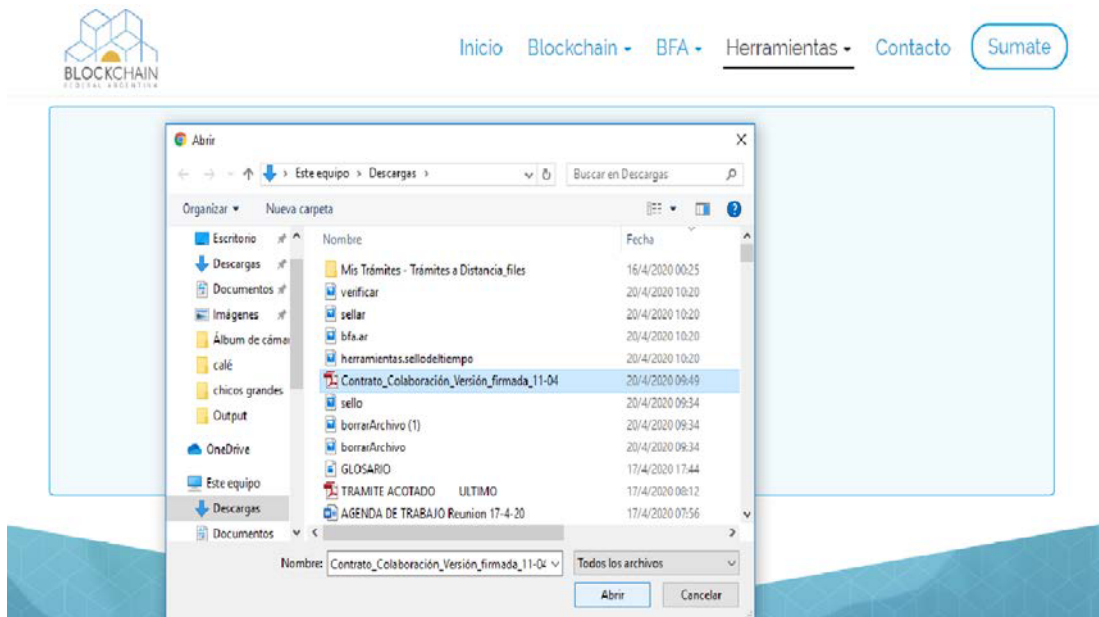 BLOCKCHAIN
FEDERAL ARGENTINA
Inicio Blockchain BFA Herramientas Contacto Sumate
Abrir
Este equipo > Descargas >
Buscar en Descargas
Organizar Nueva carpeta
Escritorio
Descargas
Documentos
Imágenes
Álbum de cámar
calé
chicos grandes
Output
OneDrive
Este equipo
Descargas
Documentos
Nombre Fecha
Mis Trámites - Trámites a Distancia_files 16/4/2020 00:25
verificar 20/4/2020 10:20
sellar 20/4/2020 10:20
bfa.ar 20/4/2020 10:20
herramientas.sellodeltiempo 20/4/2020 10:20
Contrato_Colaboración_Versión_firmada_11-04 20/4/2020 09:49
sello 20/4/2020 09:34
borrarArchivo (1) 20/4/2020 09:34
borrarArchivo 20/4/2020 09:34
GLOSARIO 17/4/2020 17:44
TRAMITE ACOTADO ULTIMO 17/4/2020 08:12
AGENDA DE TRABAJO Reunion 17-4-20 17/4/2020 07:56
Nombre: Contrato_Colaboración_Versión_firmada_11-04 Todos los archivos
Abrir Cancelar